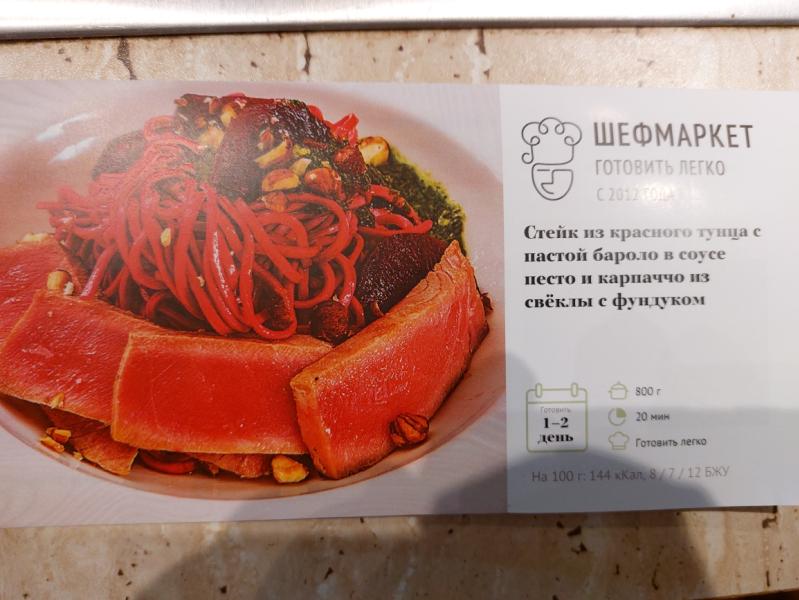 ШЕФМАРКЕТ
ГОТОВИТЬ ЛЕГКО
С 2012 ГОДА
Стейк из красного тунца с
пастой бароло в соусе
песто и карпаччо из
свёклы с фундуком
Готовить
1–2
день
800 г
20 мин
Готовить легко
На 100 г: 144 кКал, 8 / 7 / 12 БЖУ